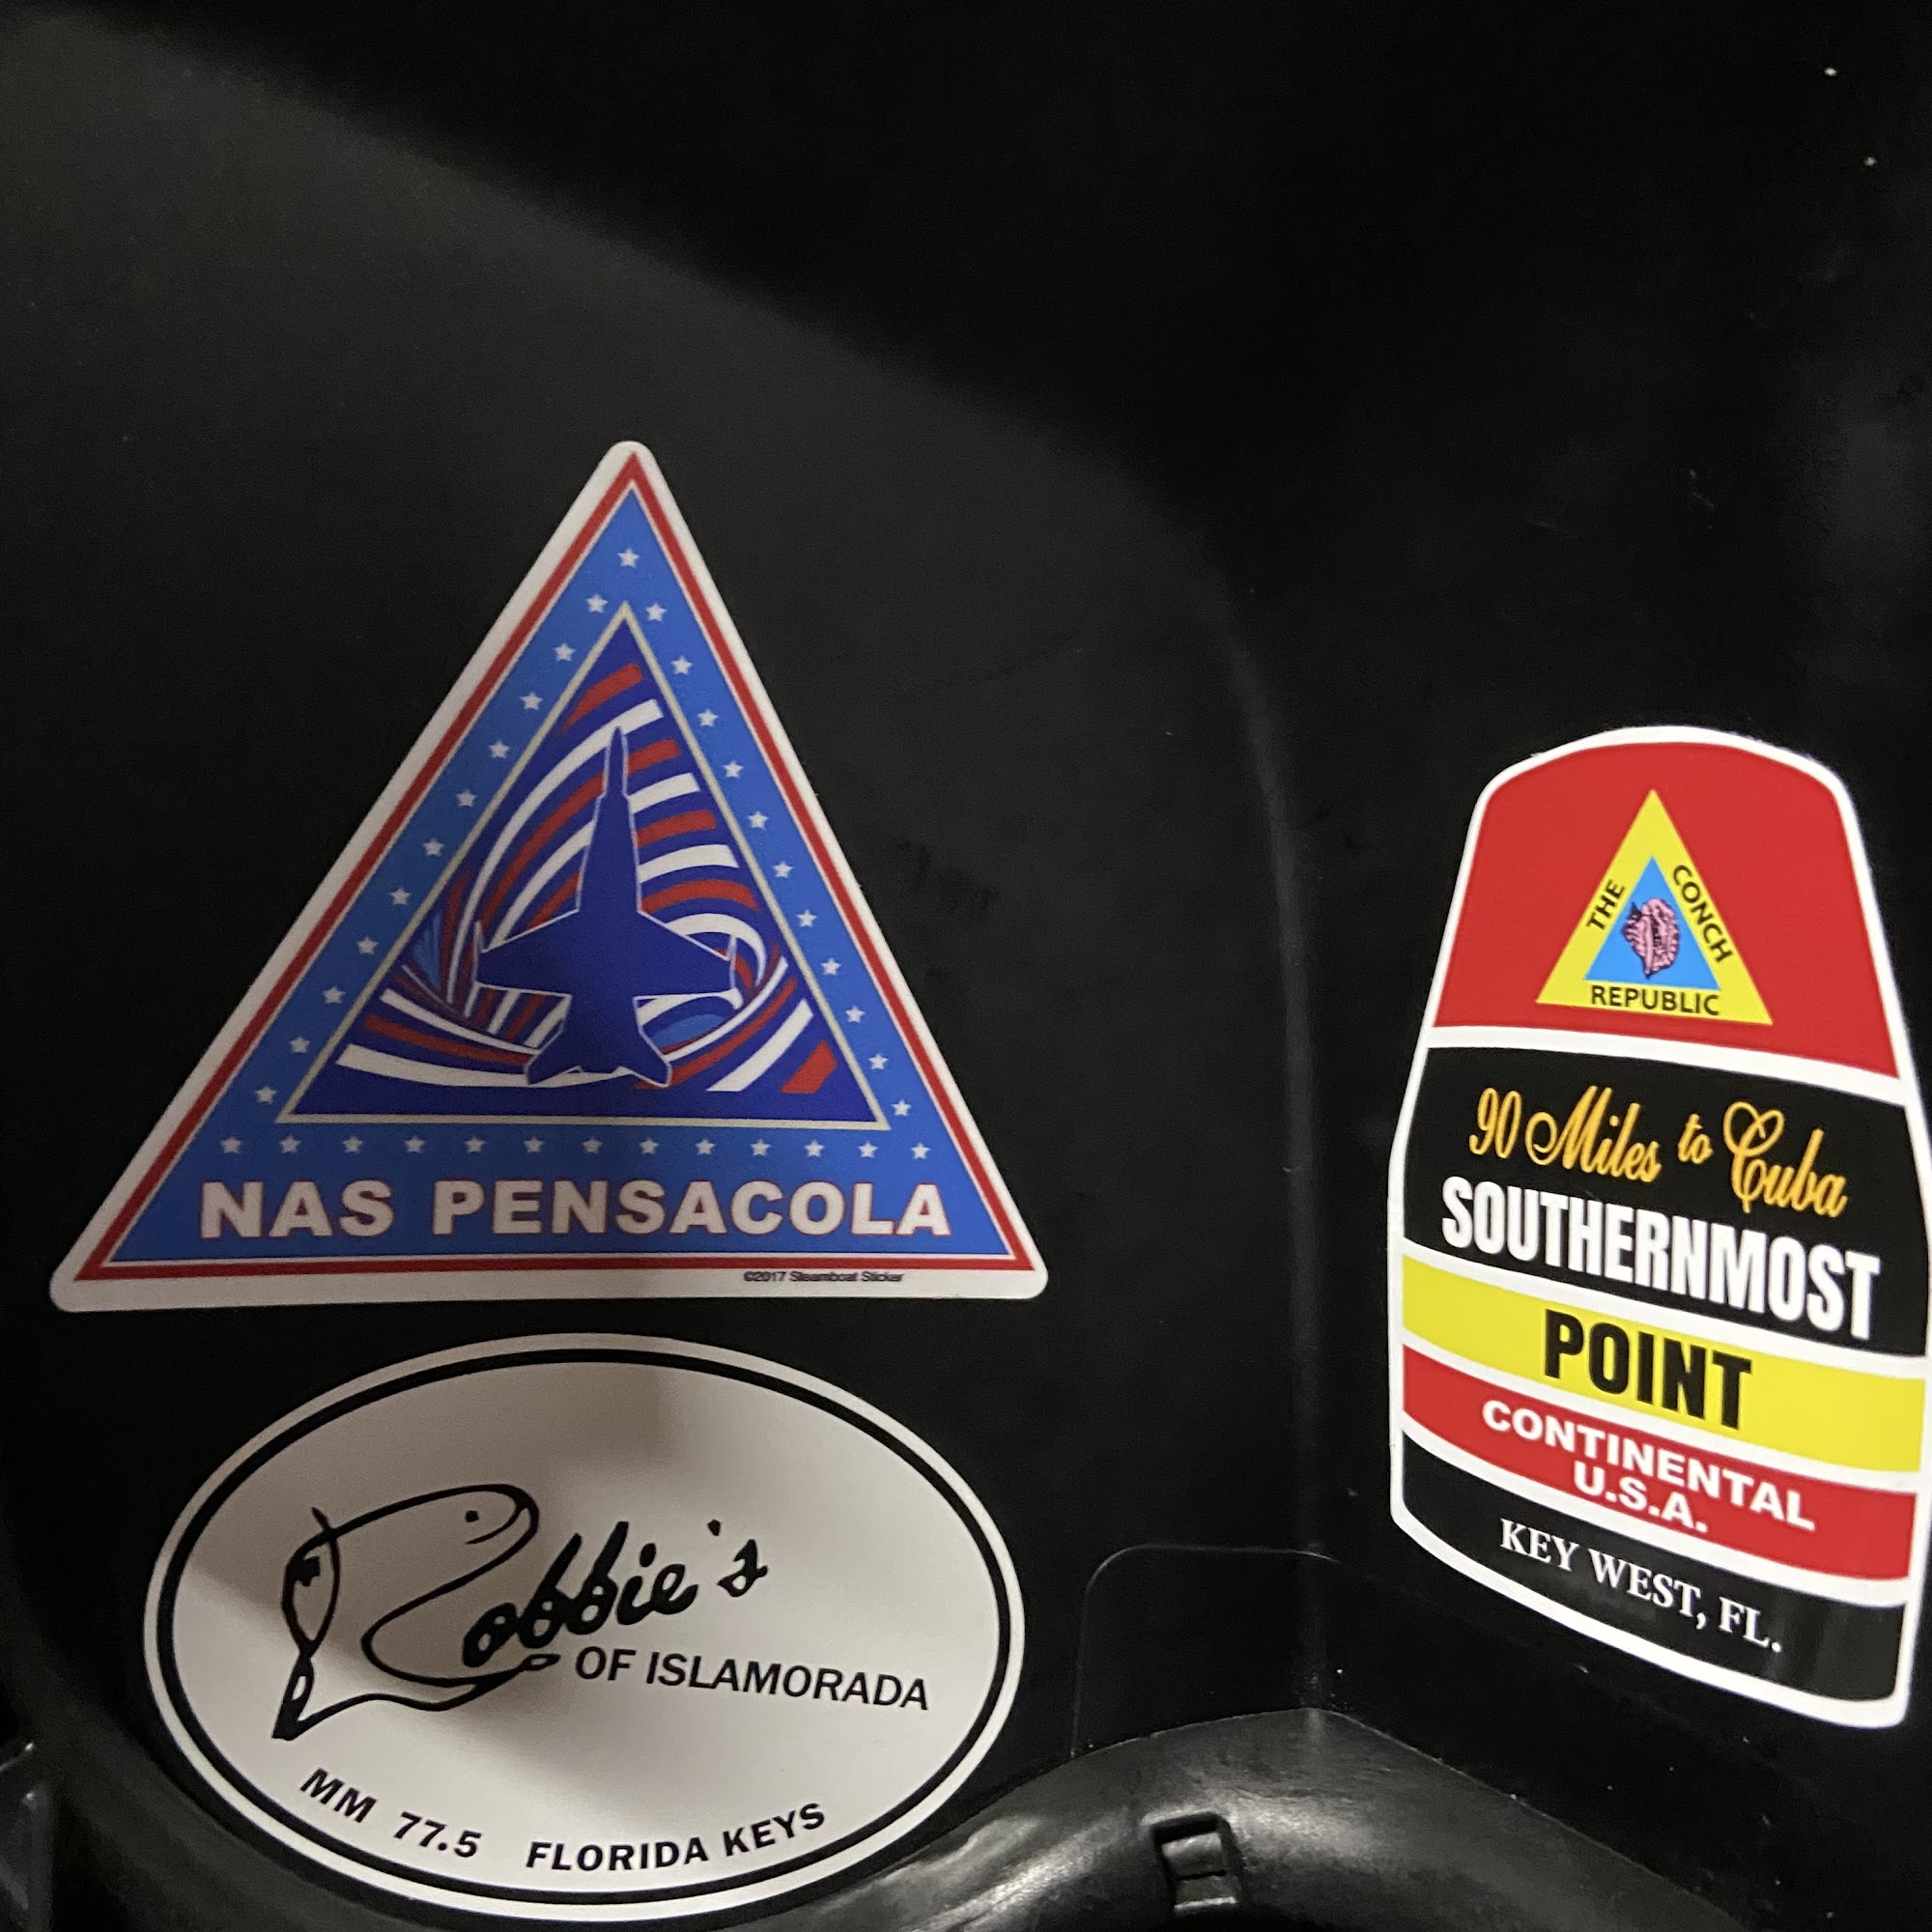 NAS PENSACOLA
©2017 Steamboat Sticker
Robbie's
OF ISLAMORADA
MM 77.5 FLORIDA KEYS
THE CONCH
REPUBLIC
90 Miles to Cuba
SOUTHERNMOST
POINT
CONTINENTAL
U.S.A.
KEY WEST, FL.